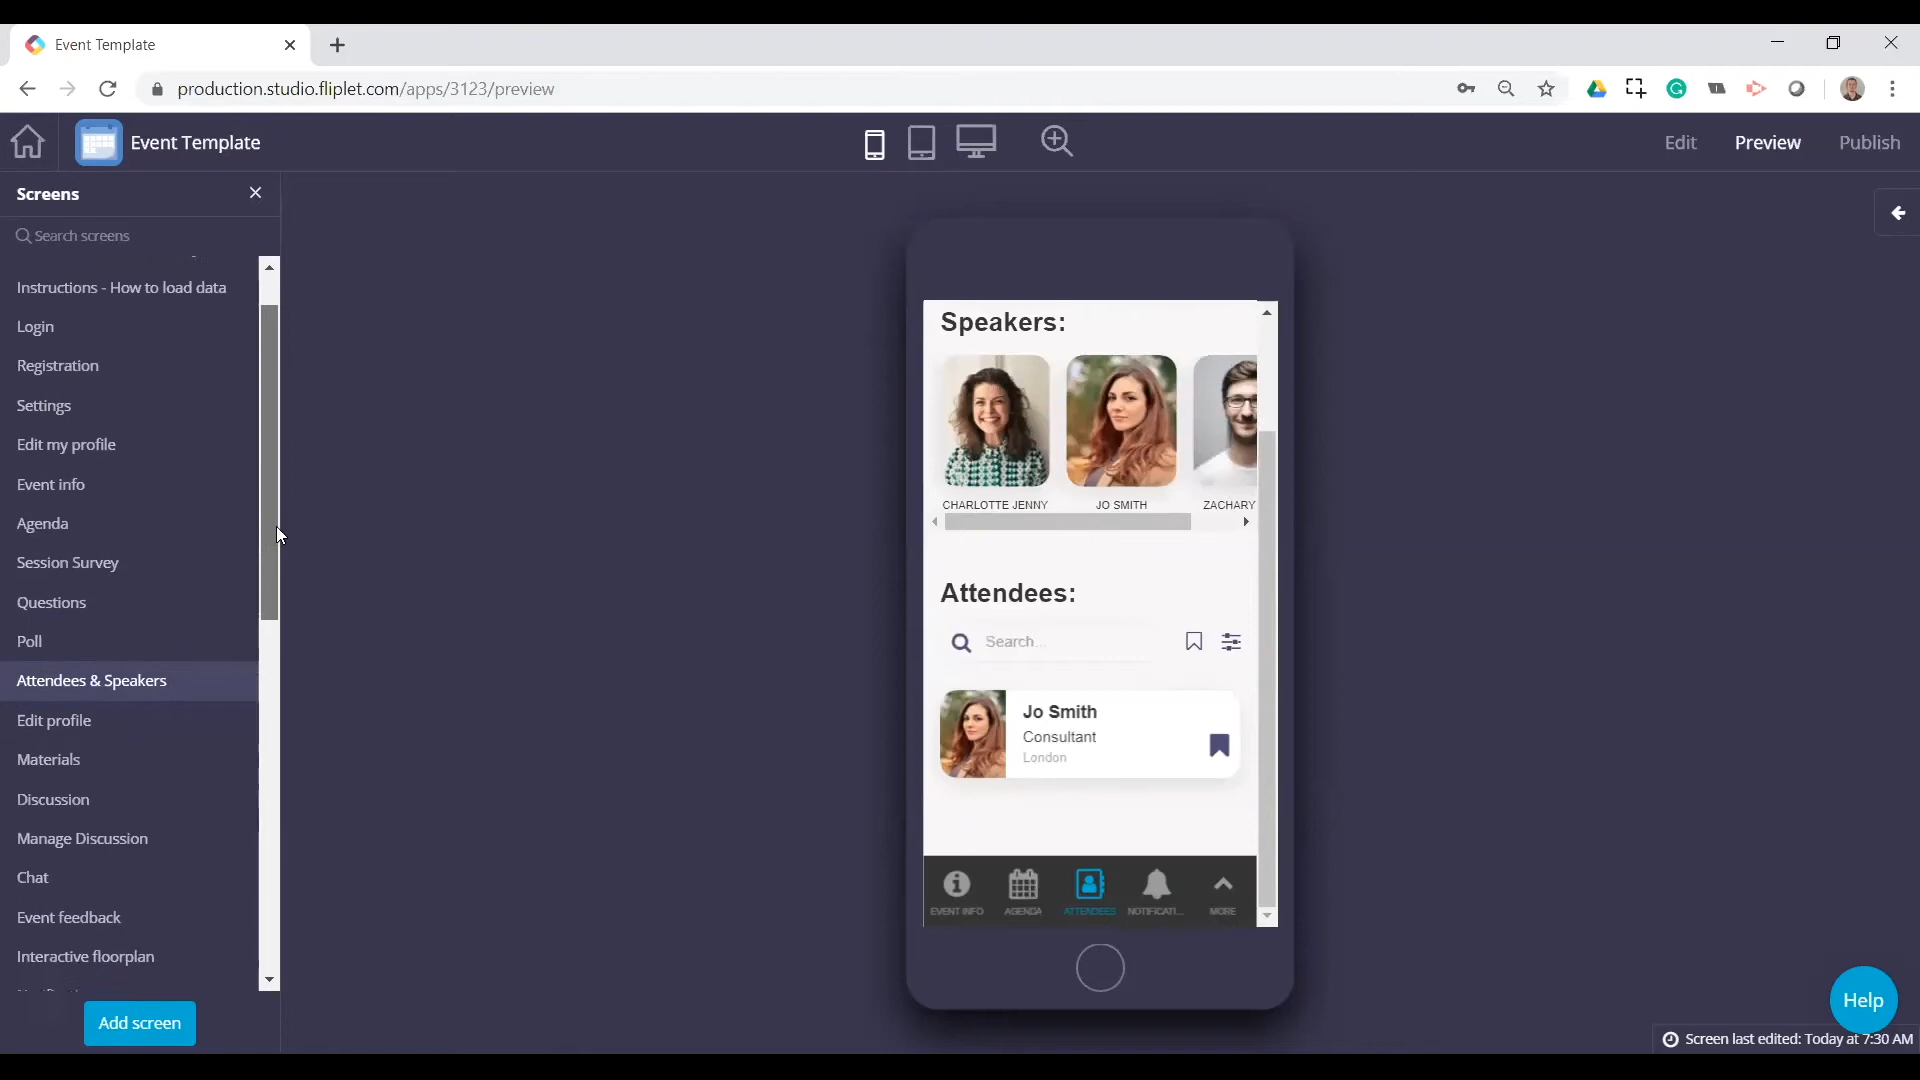 Event Template
production.studio.fliplet.com/apps/3123/preview
Event Template
Edit
Preview
Publish
Screens
Search screens
Instructions - How to load data
Login
Registration
Settings
Edit my profile
Event info
Agenda
Session Survey
Questions
Poll
Attendees & Speakers
Edit profile
Materials
Discussion
Manage Discussion
Chat
Event feedback
Interactive floorplan
Add screen
Speakers:
CHARLOTTE JENNY
JO SMITH
ZACHARY
Attendees:
Search...
Jo Smith
Consultant
London
EVENT INFO
AGENDA
ATTENDEES
NOTIFICATI...
MORE
Help
Screen last edited: Today at 7:30 AM